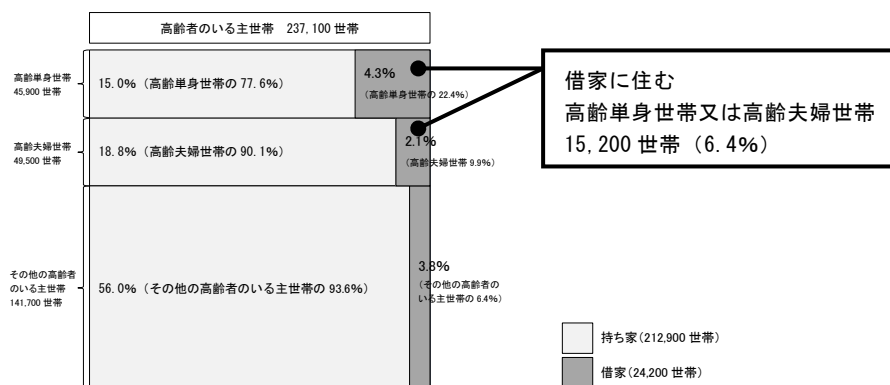 高齢者のいる主世帯 237,100 世帯
高齢単身世帯
45,900 世帯
15.0%（高齢単身世帯の 77.6%）
4.3%
（高齢単身世帯の 22.4%）
借家に住む
高齢単身世帯又は高齢夫婦世帯
15,200 世帯（6.4%）
高齢夫婦世帯
49,500 世帯
18.8%（高齢夫婦世帯の 90.1%）
2.1%
（高齢夫婦世帯 9.9%）
その他の高齢者
のいる主世帯
141,700 世帯
56.0%（その他の高齢者のいる主世帯の 93.6%）
3.8%
（その他の高齢者の
いる主世帯の 6.4%）
持ち家（212,900 世帯）
借家（24,200 世帯）